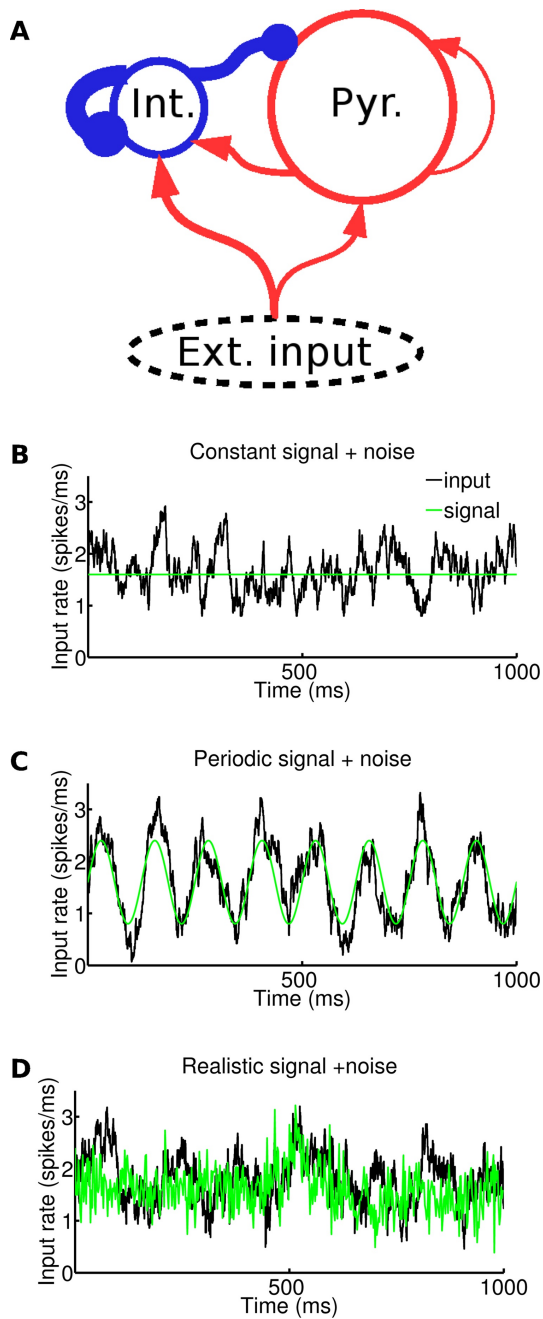 A
Int.
Pyr.
Ext. input
B
Constant signal + noise
input
signal
Input rate (spikes/ms)
3
2
1
0
500
1000
Time (ms)
C
Periodic signal + noise
Input rate (spikes/ms)
3
2
1
0
500
1000
Time (ms)
D
Realistic signal +noise
Input rate (spikes/ms)
3
2
1
0
500
1000
Time (ms)